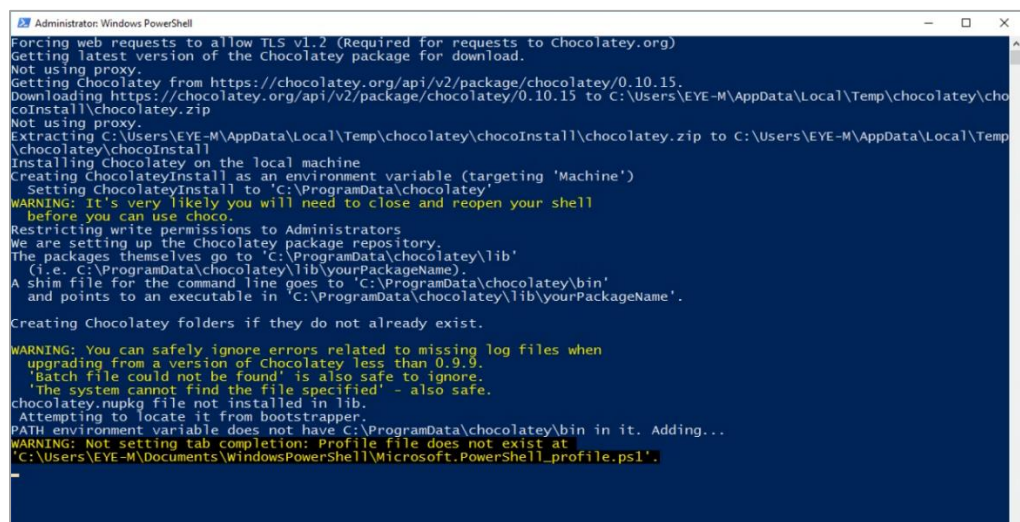 Administrator: Windows PowerShell
Forcing web requests to allow TLS v1.2 (Required for requests to Chocolatey.org)
Getting latest version of the Chocolatey package for download.
Not using proxy.
Getting Chocolatey from https://chocolatey.org/api/v2/package/chocolatey/0.10.15.
Downloading https://chocolatey.org/api/v2/package/chocolatey/0.10.15 to C:\Users\EYE-M\AppData\Local\Temp\chocolatey\cho
coInstall\chocolatey.zip
Not using proxy.
Extracting C:\Users\EYE-M\AppData\Local\Temp\chocolatey\chocoInstall\chocolatey.zip to C:\Users\EYE-M\AppData\Local\Temp
\chocolatey\chocoInstall
Installing Chocolatey on the local machine
Creating ChocolateyInstall as an environment variable (targeting 'Machine')
  Setting ChocolateyInstall to 'C:\ProgramData\chocolatey'
WARNING: It's very likely you will need to close and reopen your shell
  before you can use choco.
Restricting write permissions to Administrators
We are setting up the Chocolatey package repository.
The packages themselves go to 'C:\ProgramData\chocolatey\lib'
  (i.e. C:\ProgramData\chocolatey\lib\yourPackageName).
A shim file for the command line goes to 'C:\ProgramData\chocolatey\bin'
  and points to an executable in 'C:\ProgramData\chocolatey\lib\yourPackageName'.
Creating Chocolatey folders if they do not already exist.
WARNING: You can safely ignore errors related to missing log files when
  upgrading from a version of Chocolatey less than 0.9.9.
  'Batch file could not be found' is also safe to ignore.
  'The system cannot find the file specified' - also safe.
chocolatey.nupkg file not installed in lib.
 Attempting to locate it from bootstrapper.
PATH environment variable does not have C:\ProgramData\chocolatey\bin in it. Adding...
WARNING: Not setting tab completion: Profile file does not exist at
'C:\Users\EYE-M\Documents\WindowsPowerShell\Microsoft.PowerShell_profile.ps1'.